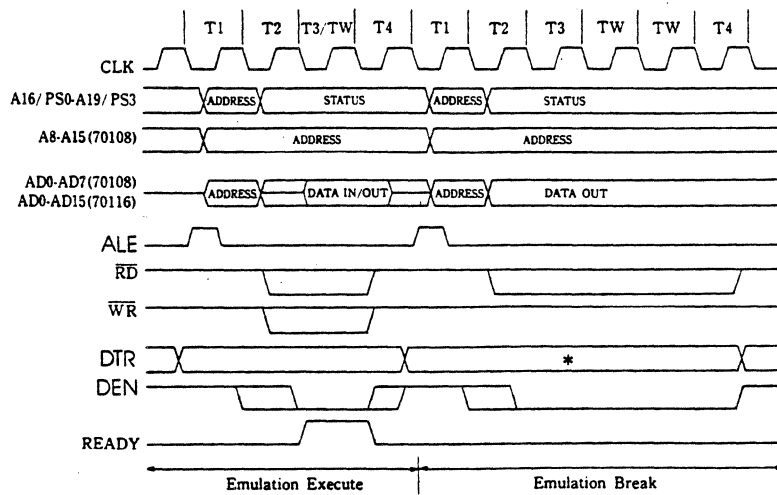 T1 T2 T3/TW T4 T1 T2 T3 TW TW T4
CLK
A16/PS0-A19/PS3 ADDRESS STATUS ADDRESS STATUS
A8-A15(70108) ADDRESS ADDRESS
AD0-AD7(70108)
AD0-AD15(70116) ADDRESS DATA IN/OUT ADDRESS DATA OUT
ALE
RD
WR
DTR *
DEN
READY
Emulation Execute Emulation Break